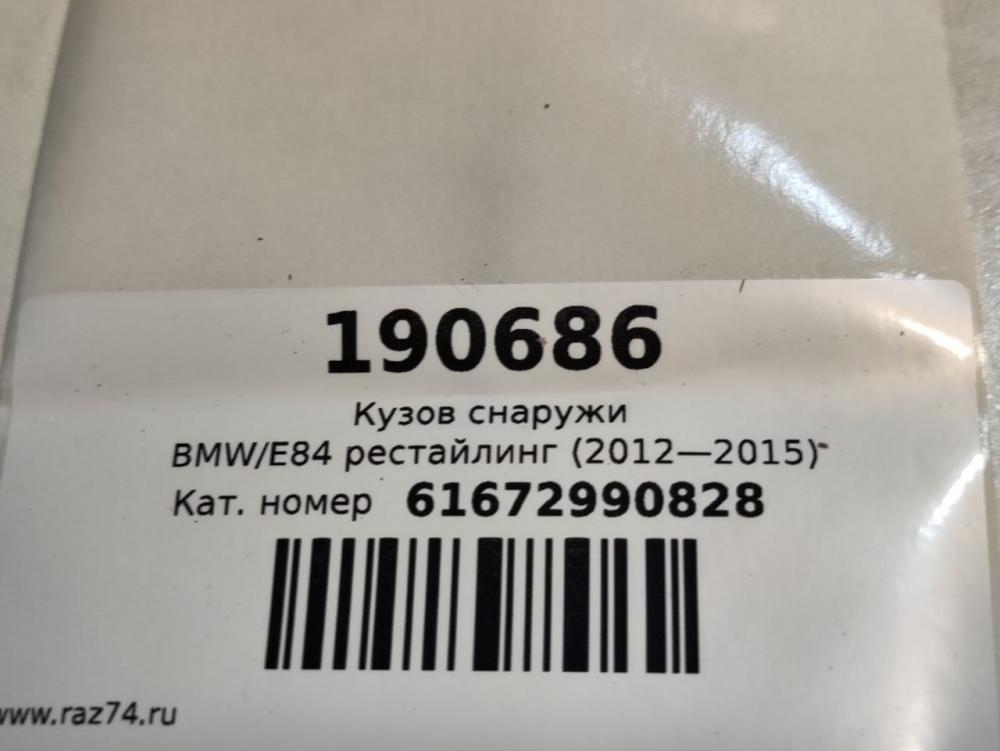 190686
Кузов снаружи
BMW/E84 рестайлинг (2012—2015)
Кат. номер 61672990828
www.raz74.ru